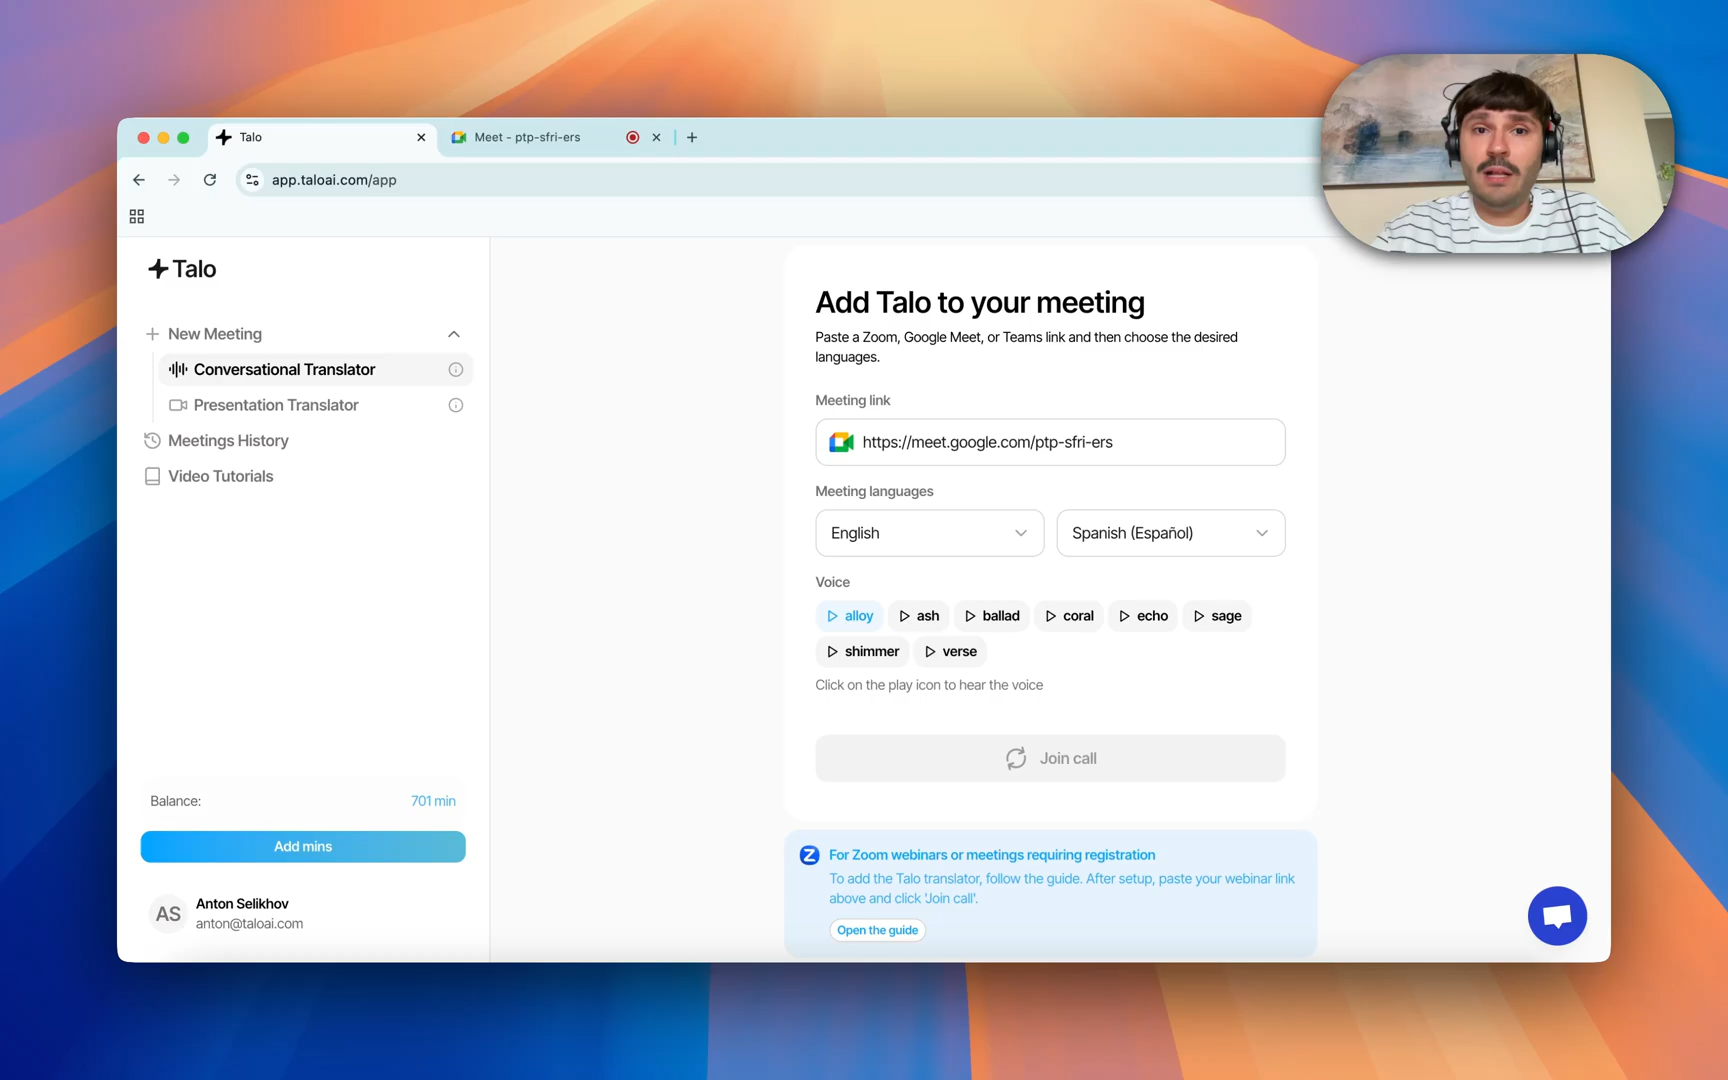 Talo
Meet - ptp-sfri-ers
app.taloai.com/app
Talo
New Meeting
Conversational Translator
Presentation Translator
Meetings History
Video Tutorials
Balance:
701 min
Add mins
AS
Anton Selikhov
anton@taloai.com
Add Talo to your meeting
Paste a Zoom, Google Meet, or Teams link and then choose the desired
languages.
Meeting link
https://meet.google.com/ptp-sfri-ers
Meeting languages
English
Spanish (Español)
Voice
alloy
ash
ballad
coral
echo
sage
shimmer
verse
Click on the play icon to hear the voice
Join call
Z
For Zoom webinars or meetings requiring registration
To add the Talo translator, follow the guide. After setup, paste your webinar link
above and click 'Join call'.
Open the guide